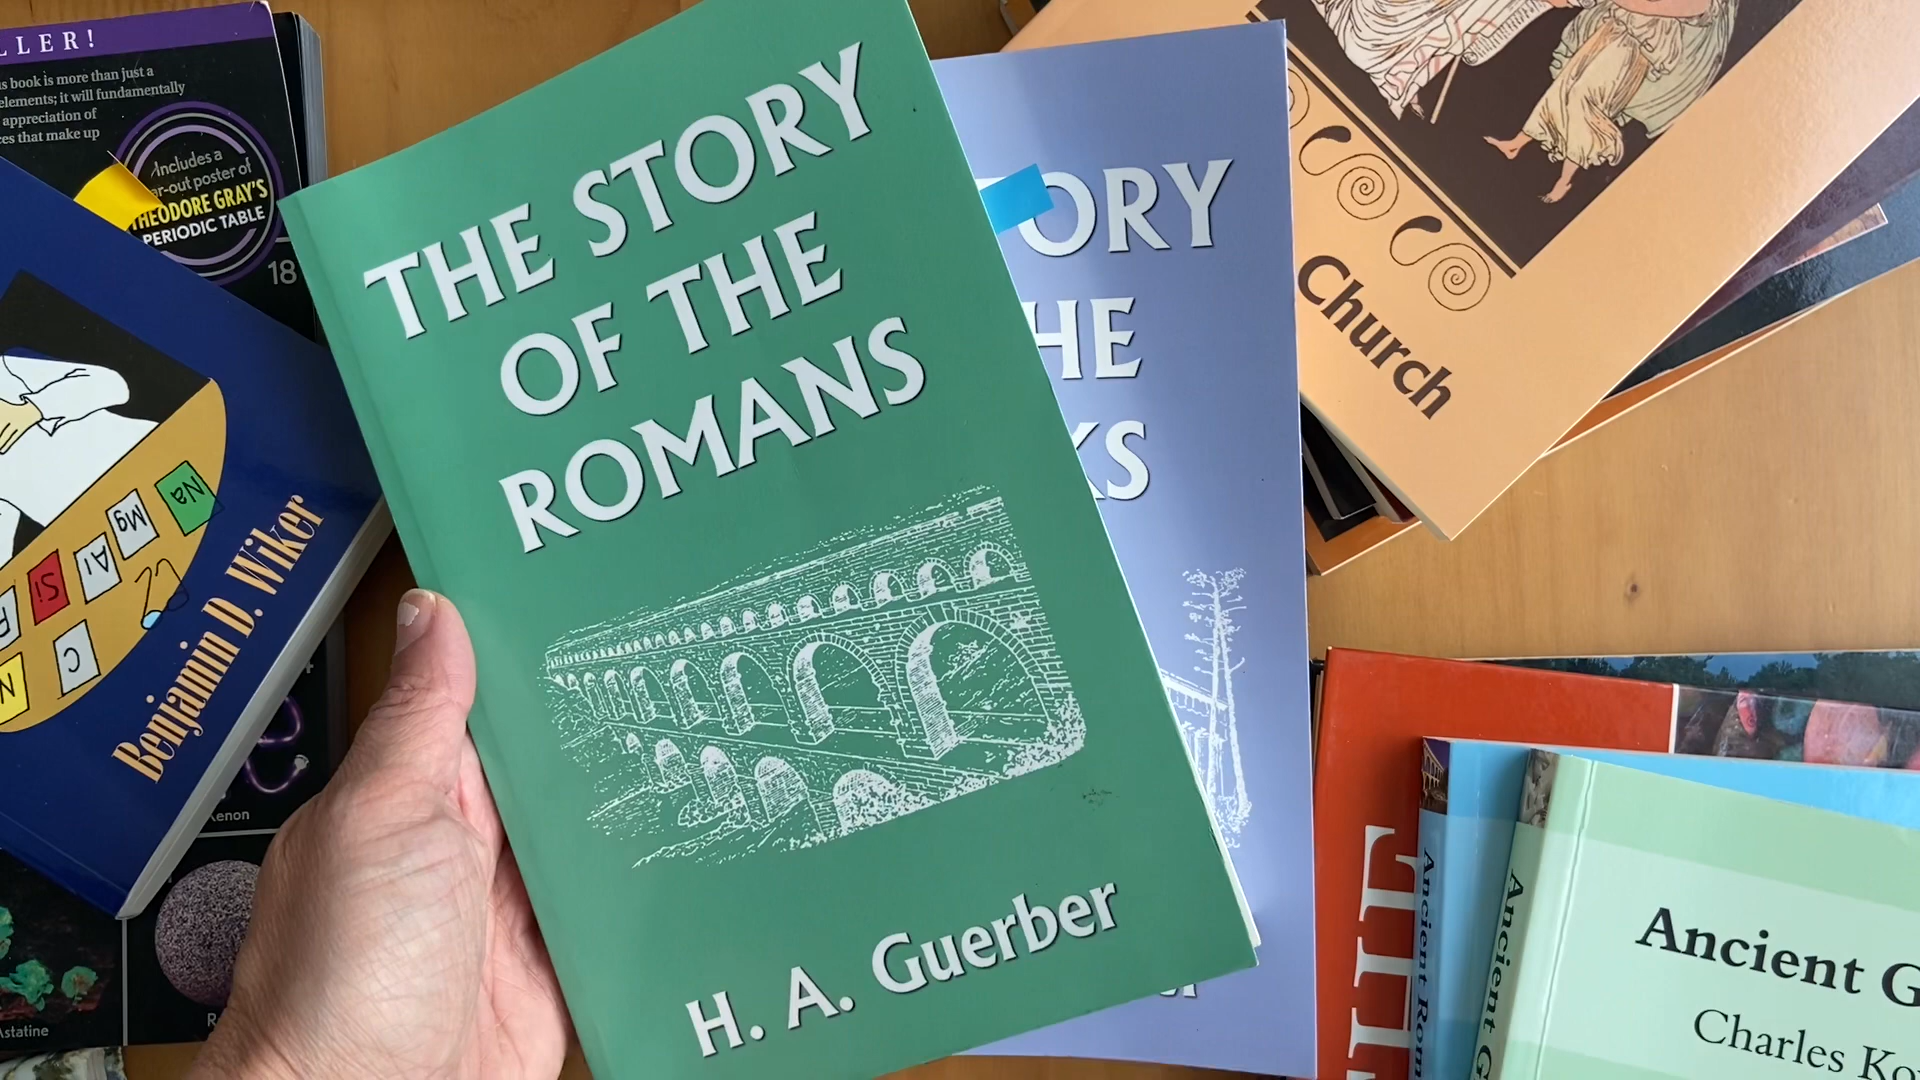 LLER!
s book is more than just a
elements; it will fundamentally
appreciation of
ces that make up
Includes a
ar-out poster of
THEODORE GRAY'S
PERIODIC TABLE
18
Na
Mg
Al
Si
P
C
N
Benjamin D. Wiker
Xenon
Astatine
R
THE STORY
OF THE
ROMANS
H. A. Guerber
TORY
HE
KS
er
Church
Ancient Rom
Ancient G
Ancient G
Charles Ko